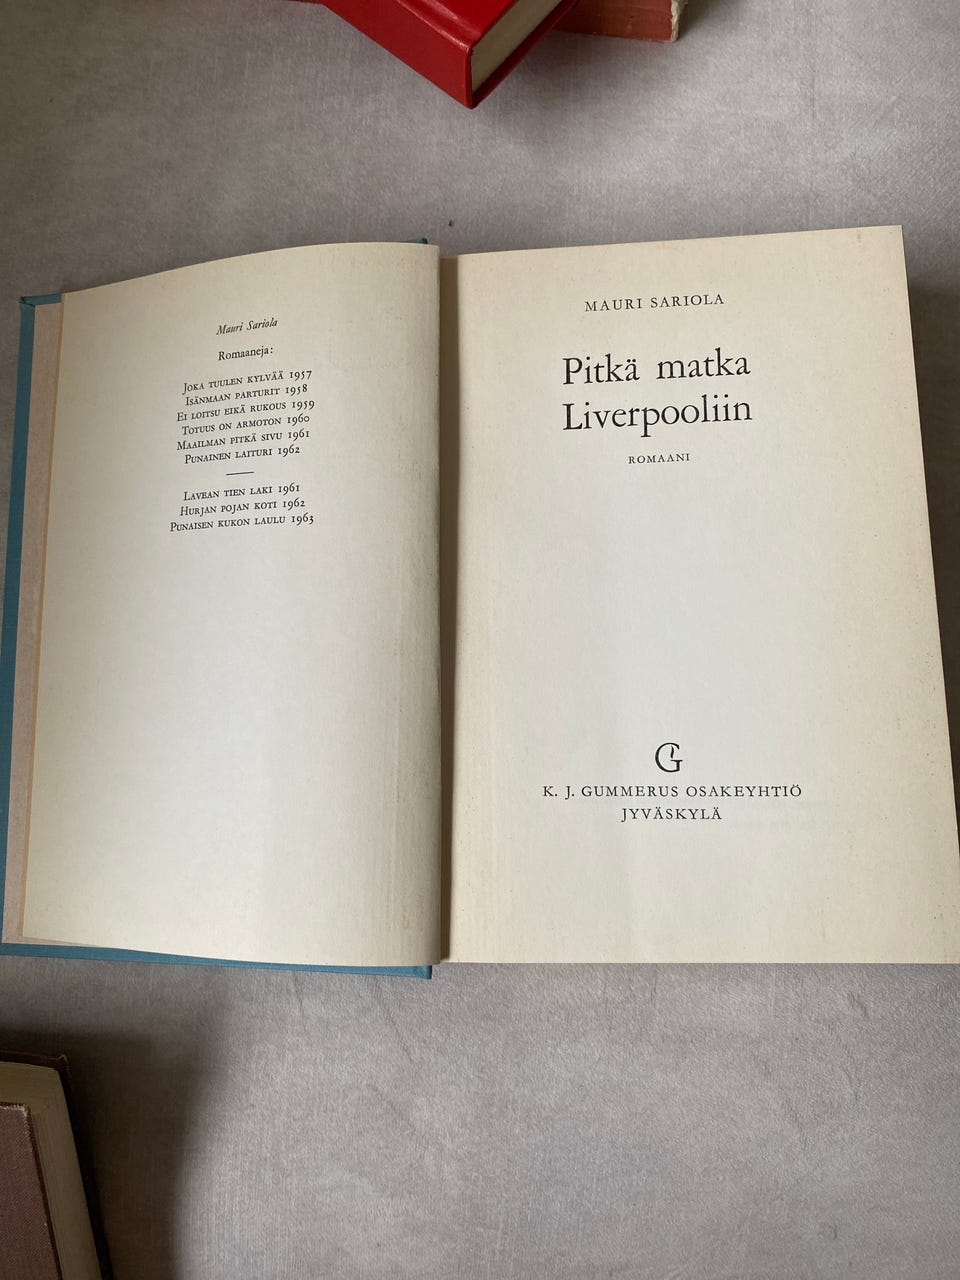 Mauri Sariola
Romaaneja:
JOKA TUULEN KYLVÄÄ 1957
ISÄNMAAN PARTURIT 1958
EI LOITSU EIKÄ RUKOUS 1959
TOTUUS ON ARMOTON 1960
MAAILMAN PITKÄ SIVU 1961
PUNAINEN LAITURI 1962
LAVEAN TIEN LAKI 1961
HURJAN POJAN KOTI 1962
PUNAISEN KUKON LAULU 1963
MAURI SARIOLA
Pitkä matka
Liverpooliin
ROMAANI
G
K. J. GUMMERUS OSAKEYHTIÖ
JYVÄSKYLÄ